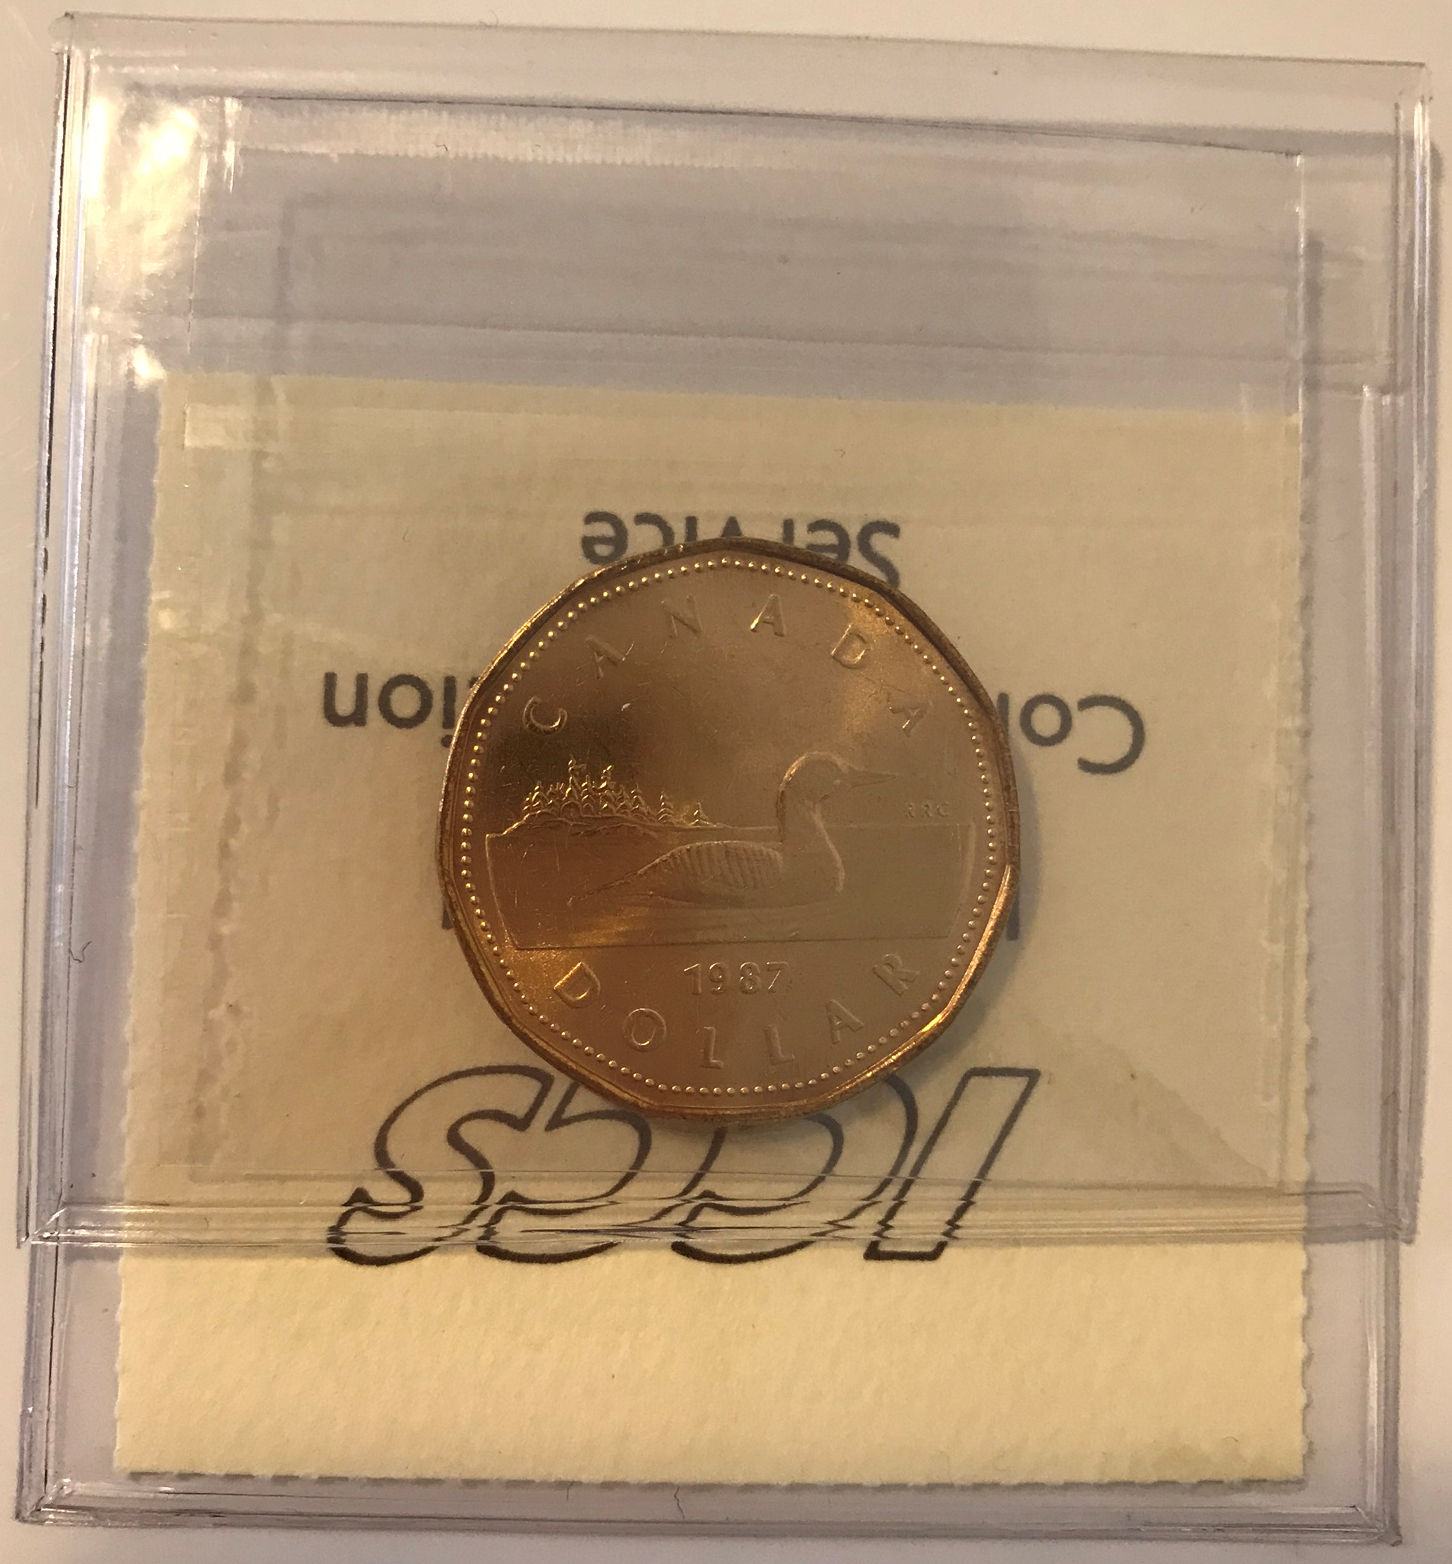 Service
CANADA
RRC
1987
DOLLAR
ICCS